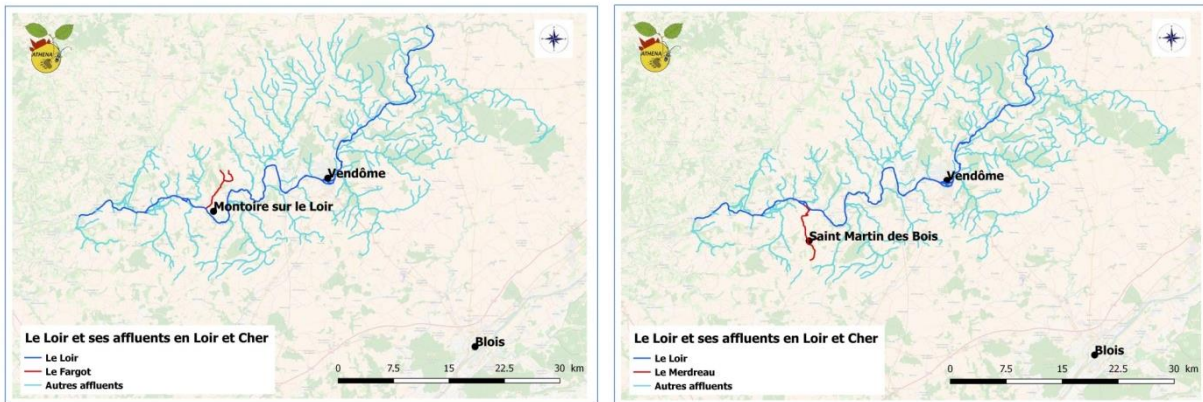 ATHENA
Vendôme
Montoire sur le Loir
Blois
Le Loir et ses affluents en Loir et Cher
Le Loir
Le Fargot
Autres affluents
0 7.5 15 22.5 30 km
ATHENA
Vendôme
Saint Martin des Bois
Blois
Le Loir et ses affluents en Loir et Cher
Le Loir
Le Merdreau
Autres affluents
0 7.5 15 22.5 30 km